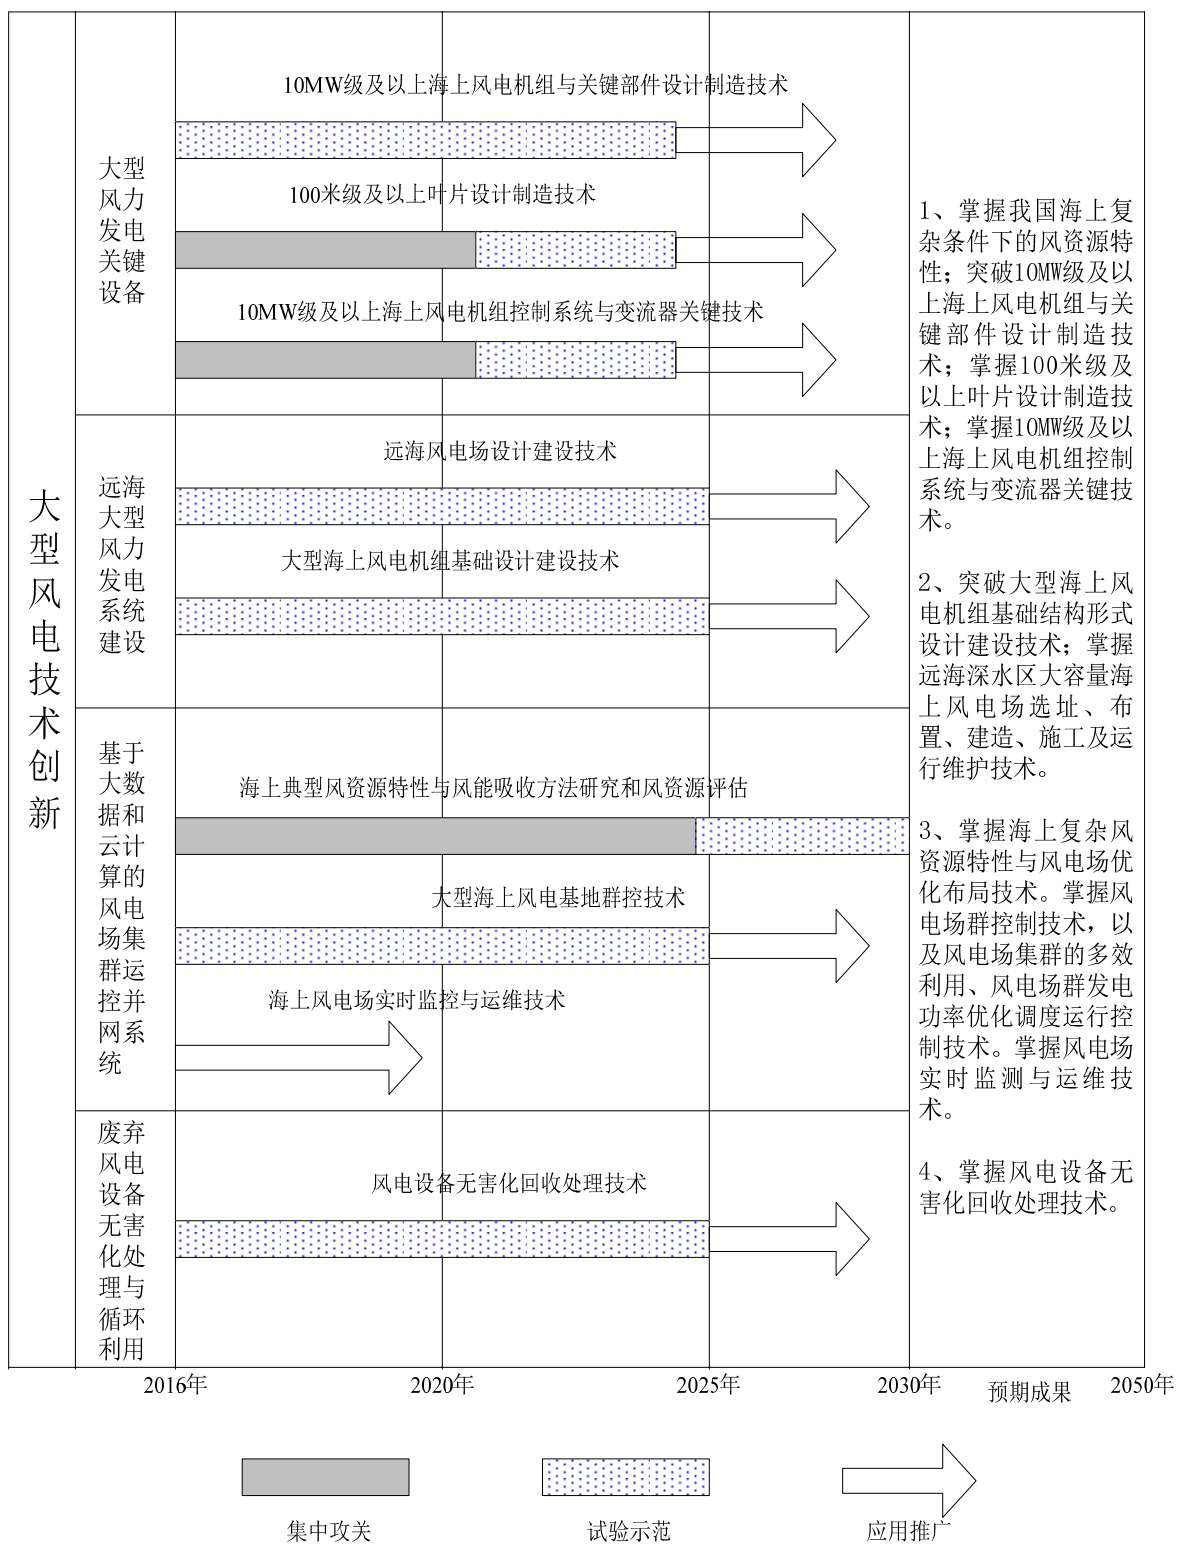 大型风电技术创新
大型
风力
发电
关键
设备
10MW级及以上海上风电机组与关键部件设计制造技术
100米级及以上叶片设计制造技术
10MW级及以上海上风电机组控制系统与变流器关键技术
远海
大型
风力
发电
系统
建设
远海风电场设计建设技术
大型海上风电机组基础设计建设技术
基于
大数
据和
云计
算的
风电
场集
群运
控并
网系
统
海上典型风资源特性与风能吸收方法研究和风资源评估
大型海上风电基地群控技术
海上风电场实时监控与运维技术
废弃
风电
设备
无害
化处
理与
循环
利用
风电设备无害化回收处理技术
1、掌握我国海上复
杂条件下的风资源特
性；突破10MW级及以
上海上风电机组与关
键部件设计制造技
术；掌握100米级及
以上叶片设计制造技
术；掌握10MW级及以
上海上风电机组控制
系统与变流器关键技
术。
2、突破大型海上风
电机组基础结构形式
设计建设技术；掌握
远海深水区大容量海
上风电场选址、布
置、建造、施工及运
行维护技术。
3、掌握海上复杂风
资源特性与风电场优
化布局技术。掌握风
电场群控制技术，以
及风电场集群的多效
利用、风电场群发电
功率优化调度运行控
制技术。掌握风电场
实时监测与运维技
术。
4、掌握风电设备无
害化回收处理技术。
2016年
2020年
2025年
2030年
预期成果
2050年
集中攻关
试验示范
应用推广